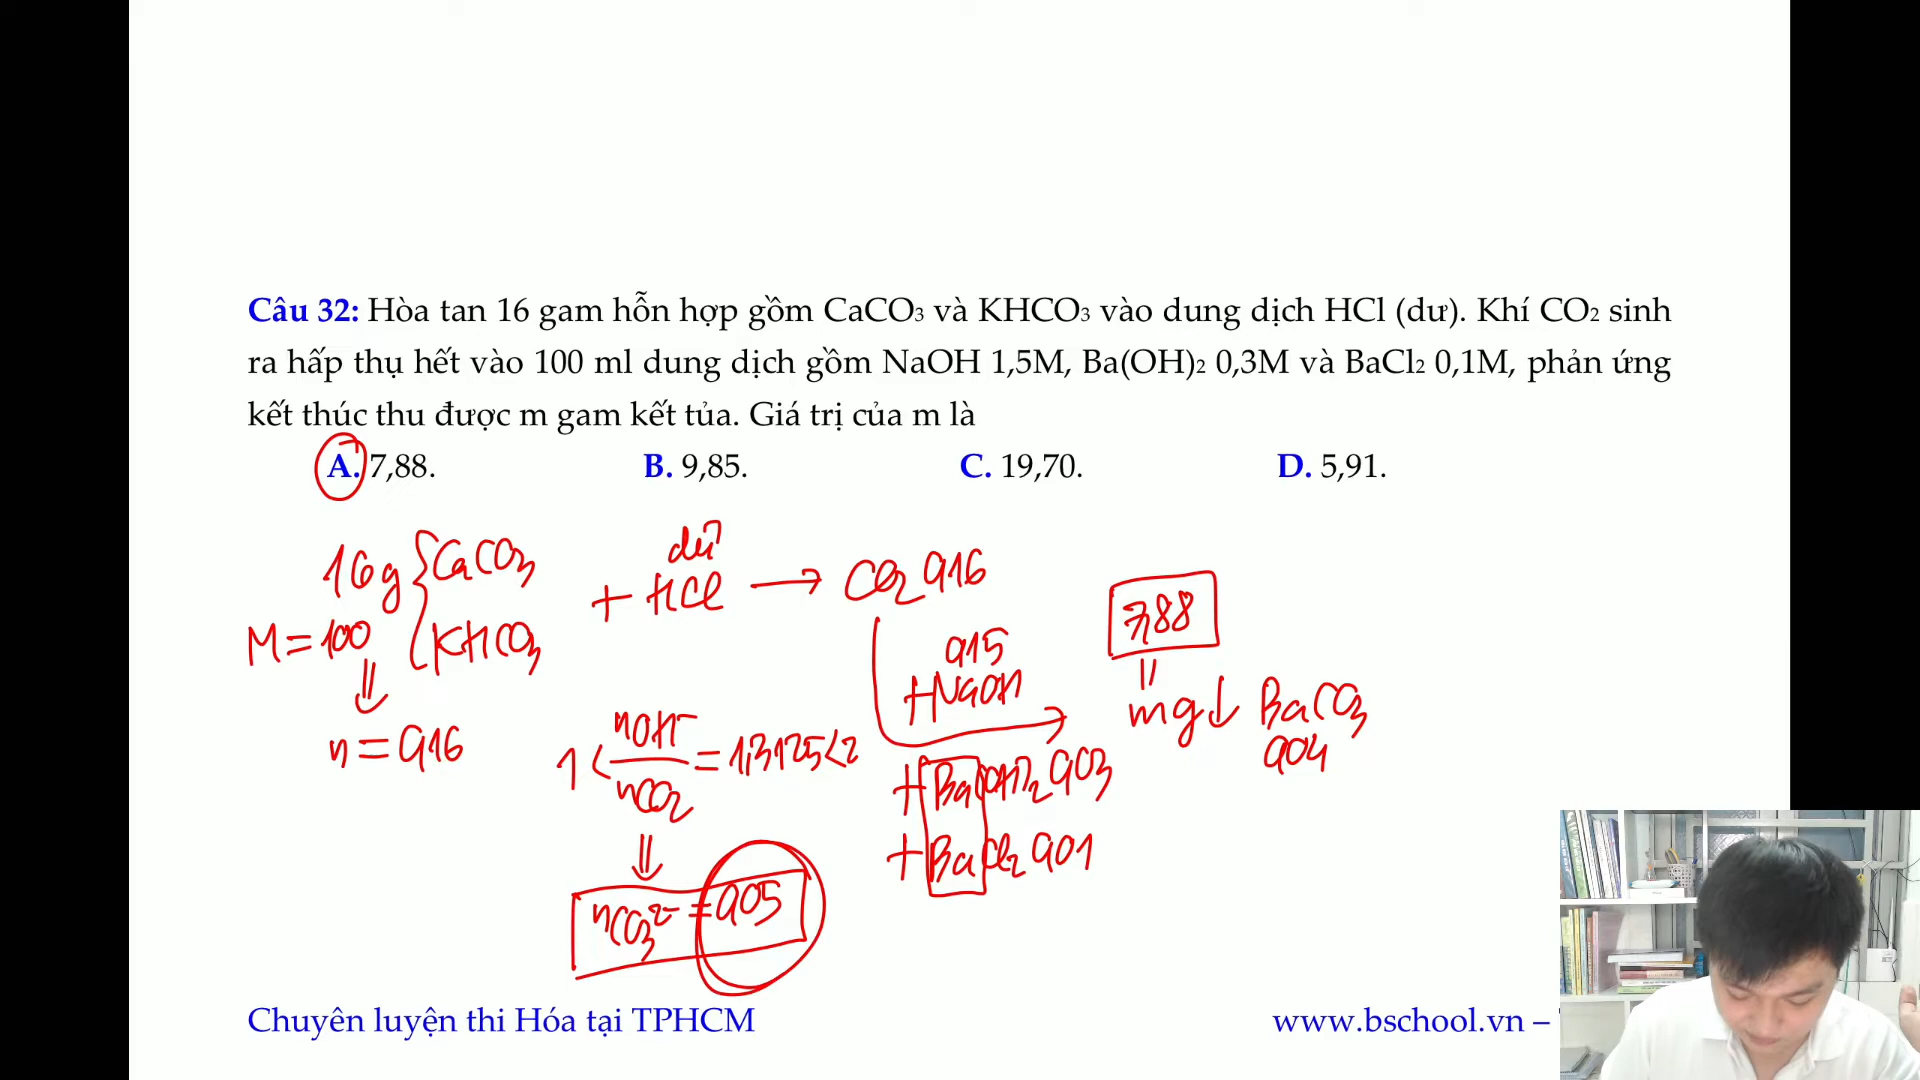 Câu 32: Hòa tan 16 gam hỗn hợp gồm CaCO₃ và KHCO₃ vào dung dịch HCl (dư). Khí CO₂ sinh
ra hấp thụ hết vào 100 ml dung dịch gồm NaOH 1,5M, Ba(OH)₂ 0,3M và BaCl₂ 0,1M, phản ứng
kết thúc thu được m gam kết tủa. Giá trị của m là
A. 7,88. B. 9,85. C. 19,70. D. 5,91.
16g { CaCO₃ + HCl dư → CO₂ 0,16
M = 100 KHCO₃
⇓
n = 0,16
1 < nOH⁻ / nCO₂ = 1,3125 < 2
⇓
nCO₃²⁻ = 0,05
0,15
+ NaOH
+ Ba(OH)₂ 0,03
+ BaCl₂ 0,01
7,88
=
mg↓ BaCO₃
0,04
Chuyên luyện thi Hóa tại TPHCM
www.bschool.vn –